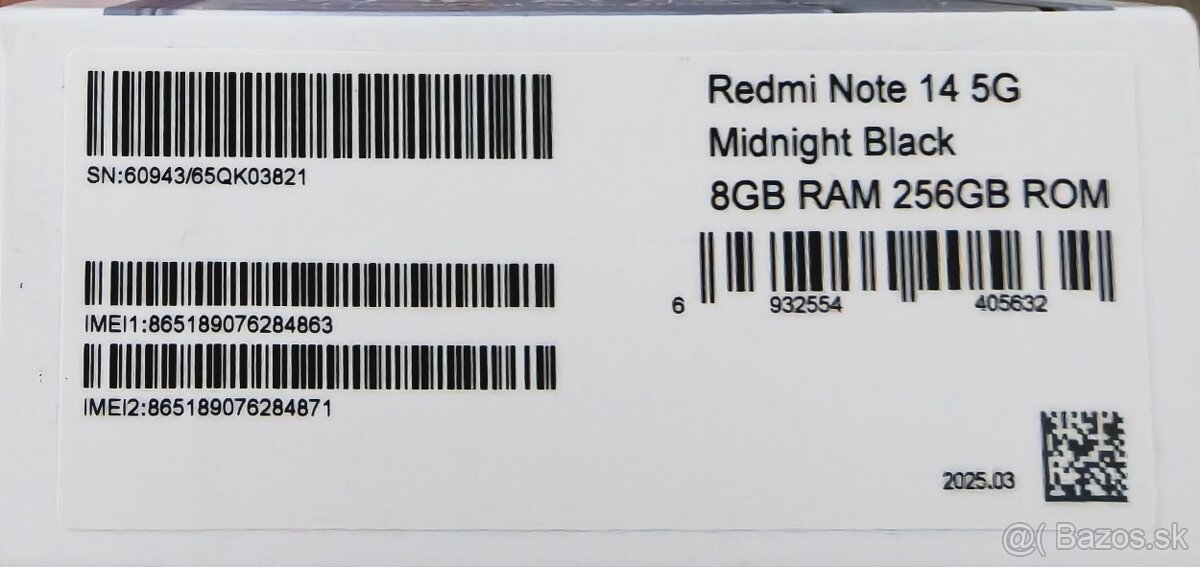 SN:60943/65QK03821
IMEI1:865189076284863
IMEI2:865189076284871
Redmi Note 14 5G
Midnight Black
8GB RAM 256GB ROM
6 932554 405632
2025.03
@( Bazos.sk